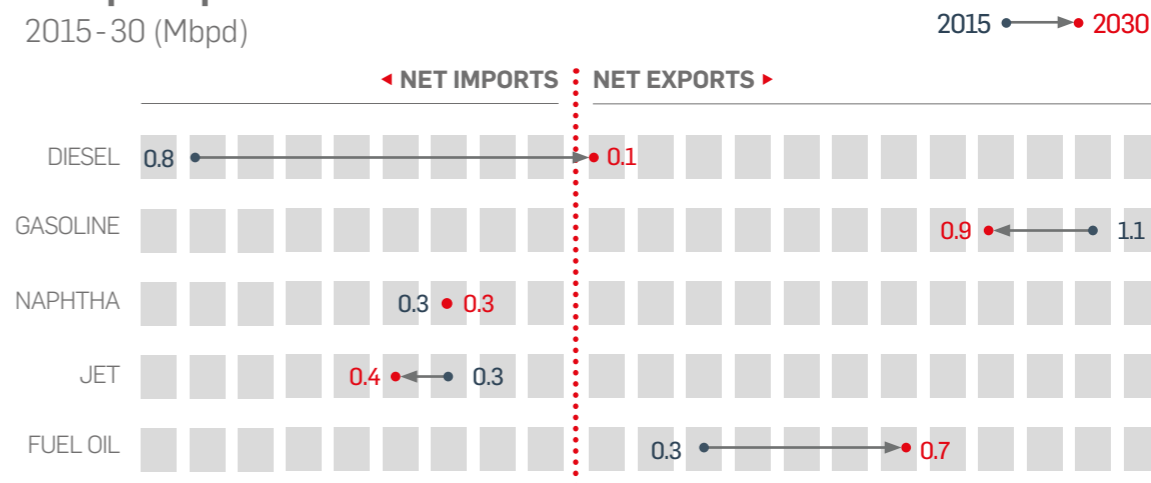 2015-30 (Mbpd)
2015 2030
NET IMPORTS NET EXPORTS
DIESEL 0.8 0.1
GASOLINE 0.9 1.1
NAPHTHA 0.3 0.3
JET 0.4 0.3
FUEL OIL 0.3 0.7